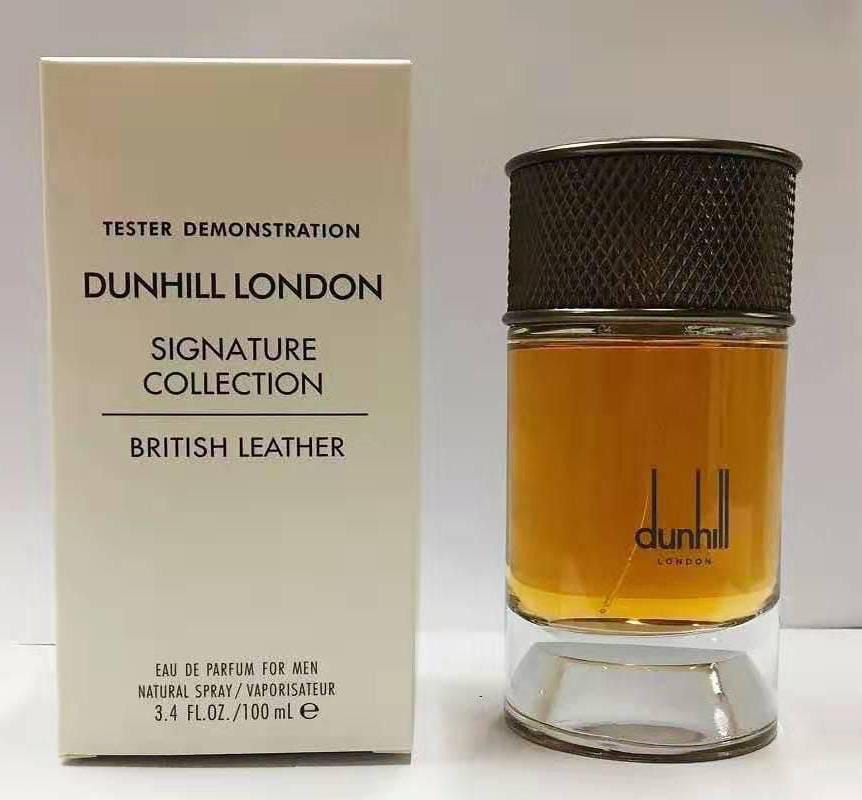 TESTER DEMONSTRATION
DUNHILL LONDON
SIGNATURE
COLLECTION
BRITISH LEATHER
EAU DE PARFUM FOR MEN
NATURAL SPRAY/VAPORISATEUR
3.4 FL.OZ./100 mL ℮
dunhill
LONDON